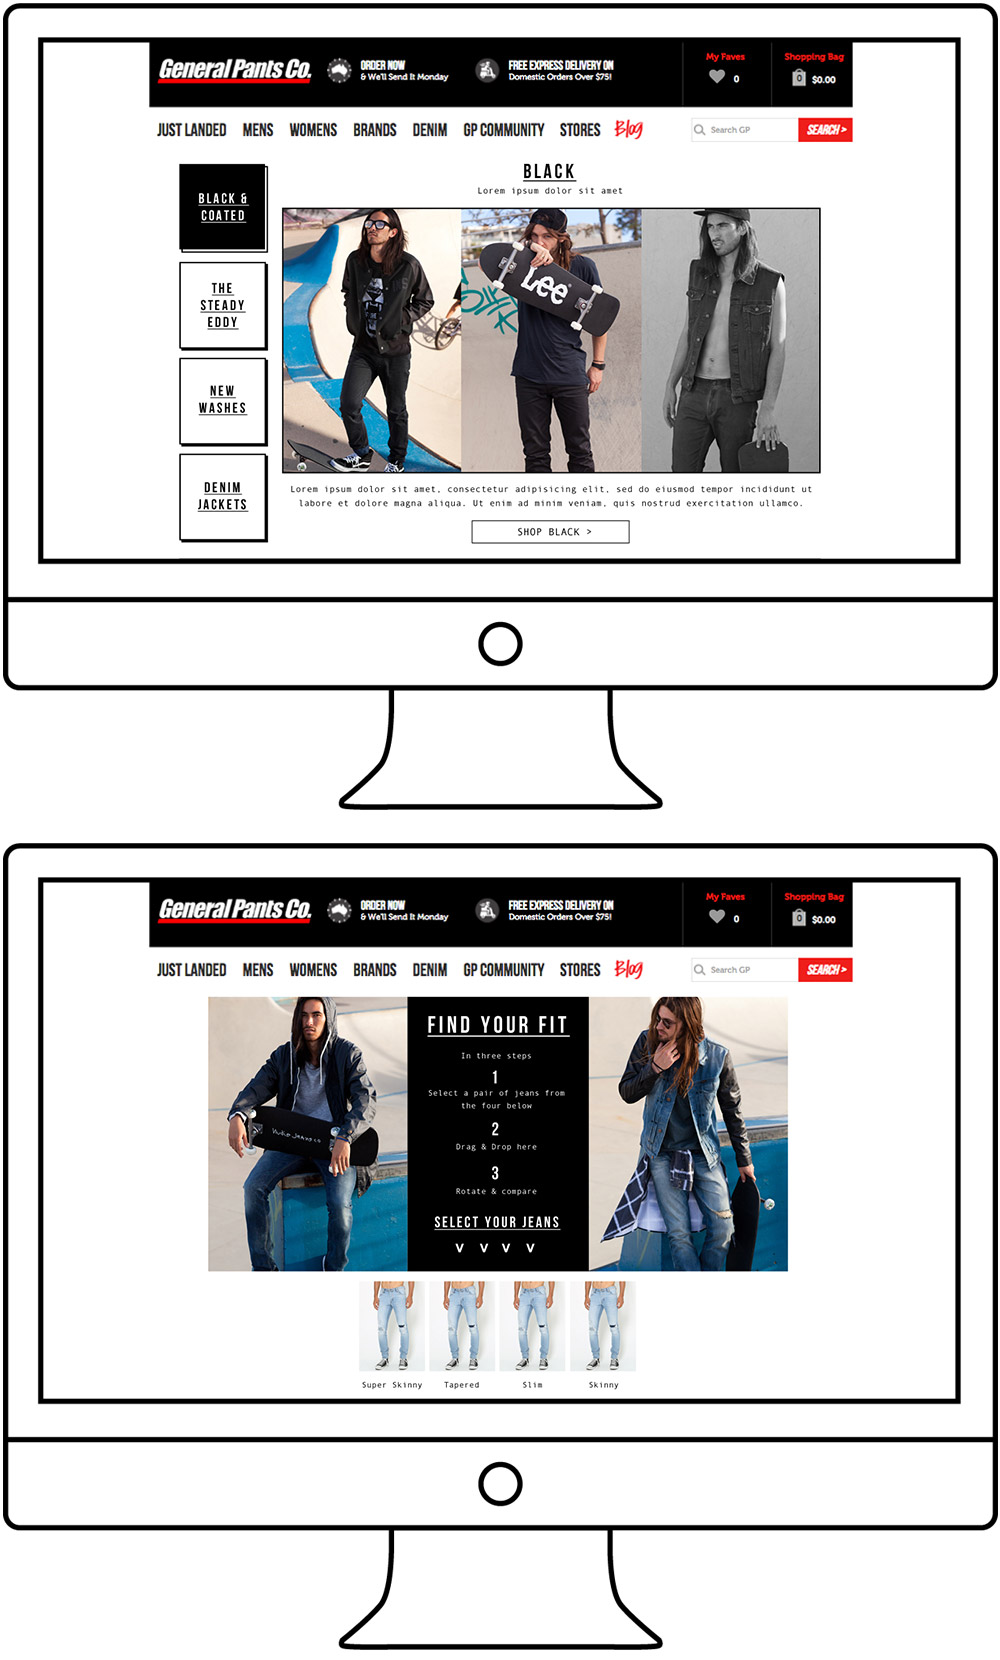 General Pants Co.
ORDER NOW
& We'll Send It Monday
FREE EXPRESS DELIVERY ON
Domestic Orders Over $75!
My Faves
0
Shopping Bag
0 $0.00
JUST LANDED MENS WOMENS BRANDS DENIM GP COMMUNITY STORES Blog
Search GP SEARCH >
BLACK &
COATED
THE
STEADY
EDDY
NEW
WASHES
DENIM
JACKETS
BLACK
Lorem ipsum dolor sit amet
Lee
Lorem ipsum dolor sit amet, consectetur adipisicing elit, sed do eiusmod tempor incididunt ut
labore et dolore magna aliqua. Ut enim ad minim veniam, quis nostrud exercitation ullamco.
SHOP BLACK >
General Pants Co.
ORDER NOW
& We'll Send It Monday
FREE EXPRESS DELIVERY ON
Domestic Orders Over $75!
My Faves
0
Shopping Bag
0 $0.00
JUST LANDED MENS WOMENS BRANDS DENIM GP COMMUNITY STORES Blog
Search GP SEARCH >
FIND YOUR FIT
In three steps
1
Select a pair of jeans from
the four below
2
Drag & Drop here
3
Rotate & compare
SELECT YOUR JEANS
V V V V
Super Skinny Tapered Slim Skinny